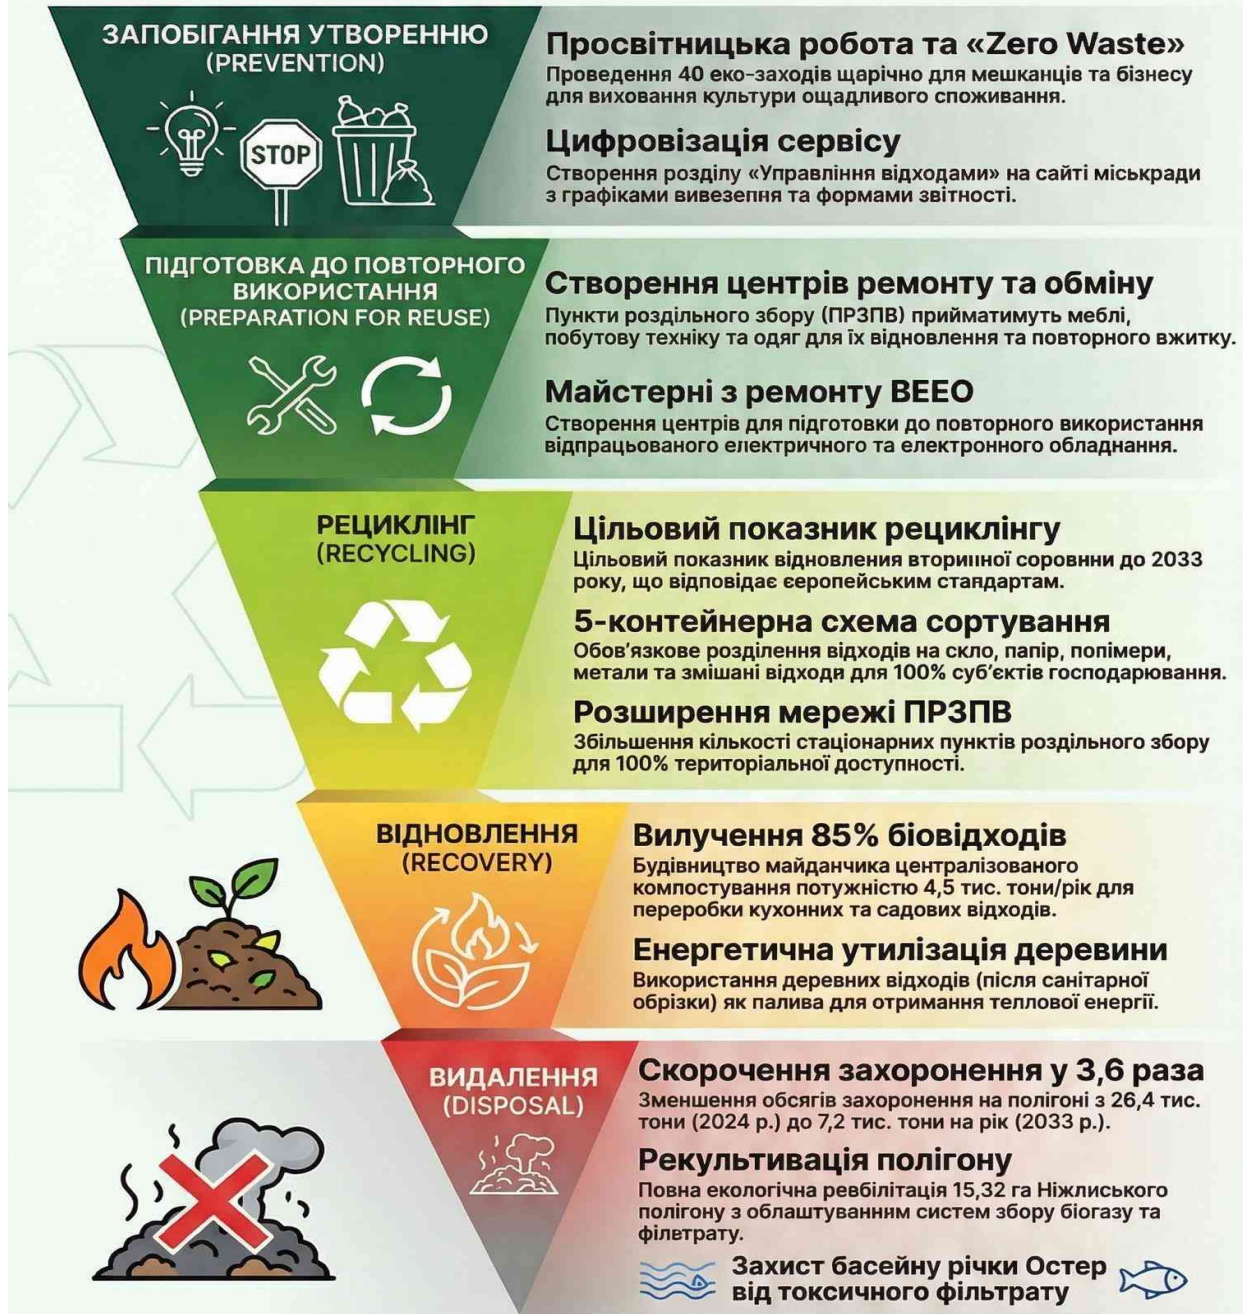 ЗАПОБІГАННЯ УТВОРЕННЮ
(PREVENTION)
STOP
Просвітницька робота та «Zero Waste»
Проведення 40 еко-заходів щарічно для мешканців та бізнесу
для виховання культури ощадливого споживання.
Цифровізація сервісу
Створення розділу «Управління відходами» на сайті міськради
з графіками вивезепня та формами звітності.
ПІДГОТОВКА ДО ПОВТОРНОГО
ВИКОРИСТАННЯ
(PREPARATION FOR REUSE)
Створення центрів ремонту та обміну
Пункти роздільного збору (ПРЗПВ) прийматимуть меблі,
побутову техніку та одяг для їх відновлення та повторного вжитку.
Майстерні з ремонту ВЕЕО
Створення центрів для підготовки до повторного використання
відпрацьованого електричного та електронного обладнання.
РЕЦИКЛІНГ
(RECYCLING)
Цільовий показник рециклінгу
Цільовий показник відновлення вториппої соровнни до 2033
року, що відповідає єеропейським стандартам.
5-контейнерна схема сортування
Обов’язкове розділення відходів на скло, папір, попімери,
метали та змішані відходи для 100% суб’єктів господарювання.
Розширення мережі ПРЗПВ
Збільшення кількості стаціонарних пунктів роздільного збору
для 100% територіальної доступності.
ВІДНОВЛЕННЯ
(RECOVERY)
Вилучення 85% біовідходів
Будівництво майданчика централізованого
компостування потужністю 4,5 тис. тони/рік для
переробки кухонних та садових відходів.
Енергетична утилізація деревини
Використання деревних відходів (після санітарної
обрізки) як палива для отримання теллової енергії.
ВИДАЛЕННЯ
(DISPOSAL)
Скорочення захоронення у 3,6 раза
Зменшення обсягів захоронення на полігоні з 26,4 тис.
тони (2024 р.) до 7,2 тис. тони на рік (2033 р.).
Рекультивація полігону
Повна екологічна ревбілітація 15,32 га Ніжлиського
полігону з облаштуванним систем збору біогазу та
філетрату.
Захист басейну річки Остер
від токсичного фільтрату